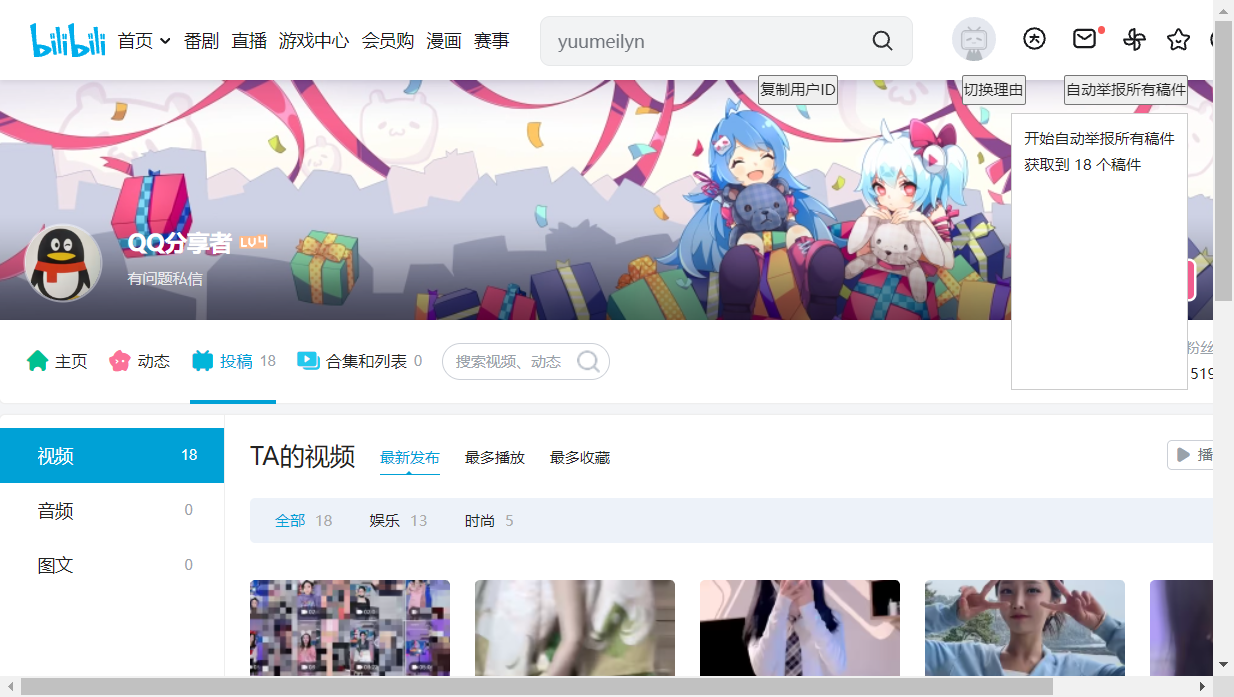 bilibili 首页 番剧 直播 游戏中心 会员购 漫画 赛事 yuumeilyn
复制用户ID 切换理由 自动举报所有稿件
开始自动举报所有稿件
获取到 18 个稿件
QQ分享者 LV4
有问题私信
主页 动态 投稿 18 合集和列表 0 搜索视频、动态
粉丝
519
视频 18
音频 0
图文 0
TA的视频 最新发布 最多播放 最多收藏 播
全部 18 娱乐 13 时尚 5